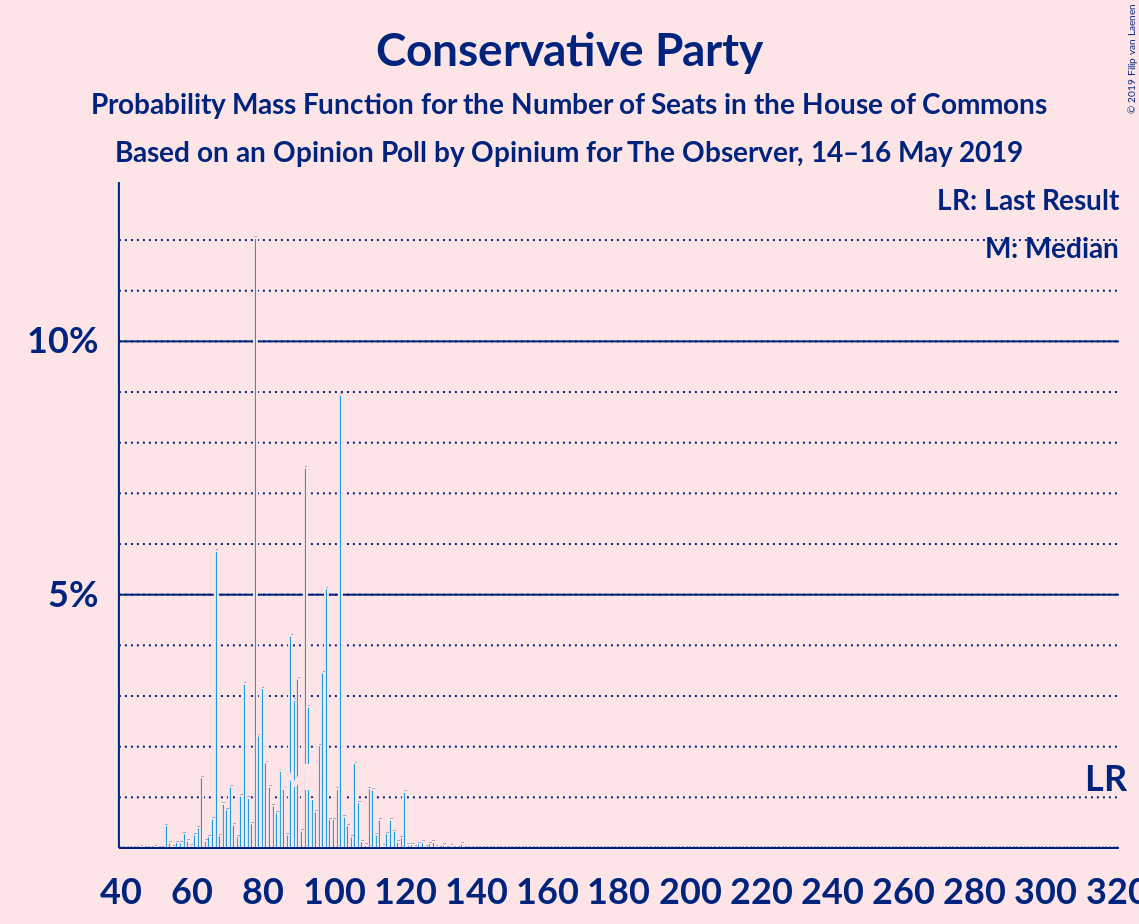 Conservative Party
Probability Mass Function for the Number of Seats in the House of Commons
Based on an Opinion Poll by Opinium for The Observer, 14–16 May 2019
© 2019 Filip van Laenen
LR: Last Result
M: Median
10%
5%
LR
40 60 80 100 120 140 160 180 200 220 240 260 280 300 320